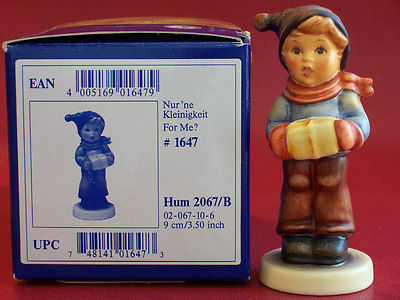 EAN
4 005169 016479
Nur'ne
Kleinigkeit
For Me?
# 1647
Hum 2067/B
02-067-10-6
9 cm/3.50 inch
UPC
7 48141 01647 3